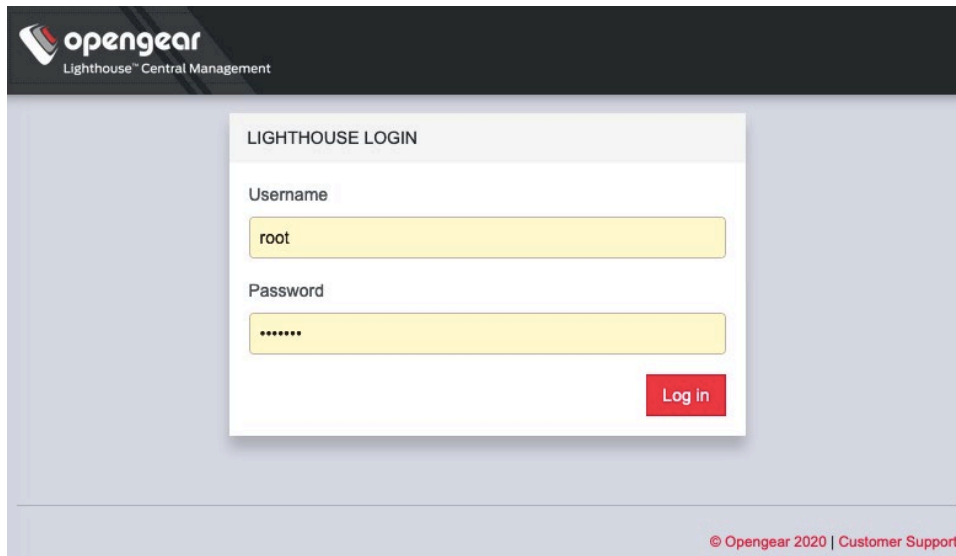 opengear
Lighthouse™ Central Management
LIGHTHOUSE LOGIN
Username
root
Password
•••••••
Log in
© Opengear 2020 | Customer Support